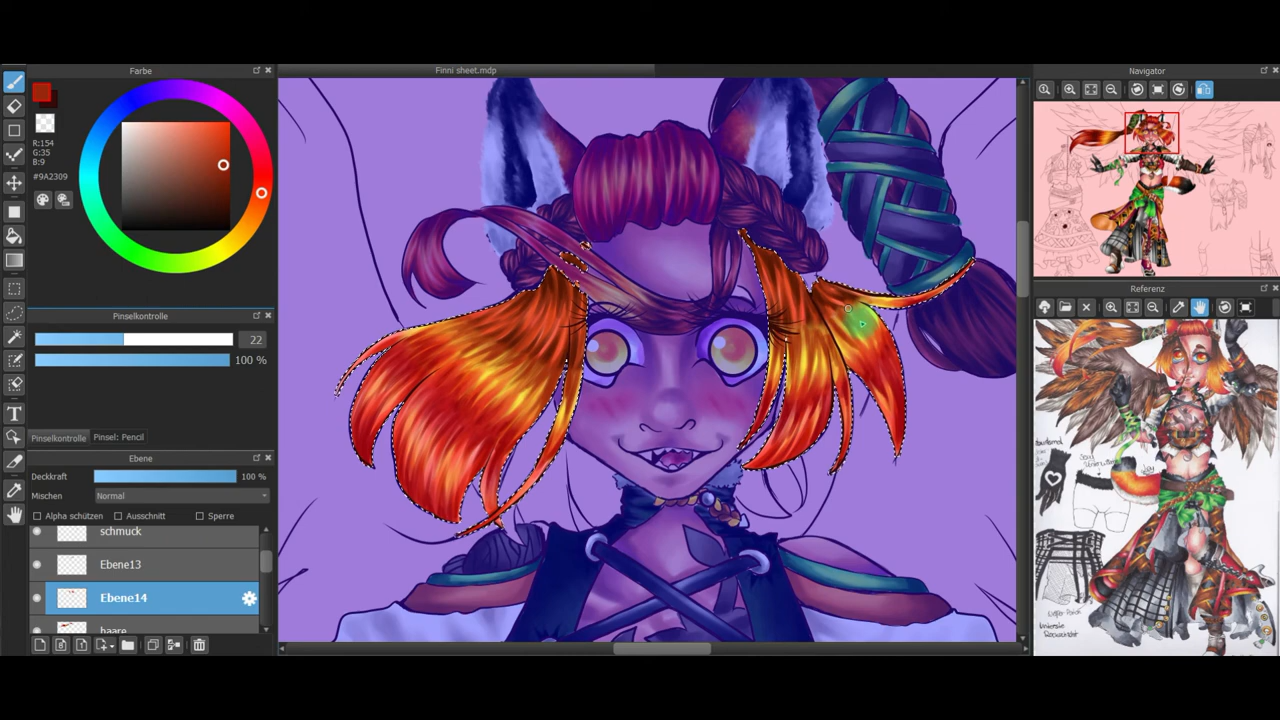 Farbe
R:154
G:35
B:9
#9A2309
Pinselkontrolle
22
100 %
Pinselkontrolle
Pinsel: Pencil
Ebene
Deckkraft
100 %
Mischen
Normal
Alpha schützen
Ausschnitt
Sperre
schmuck
Ebene13
Ebene14
haare
Finni sheet.mdp
Navigator
Referenz